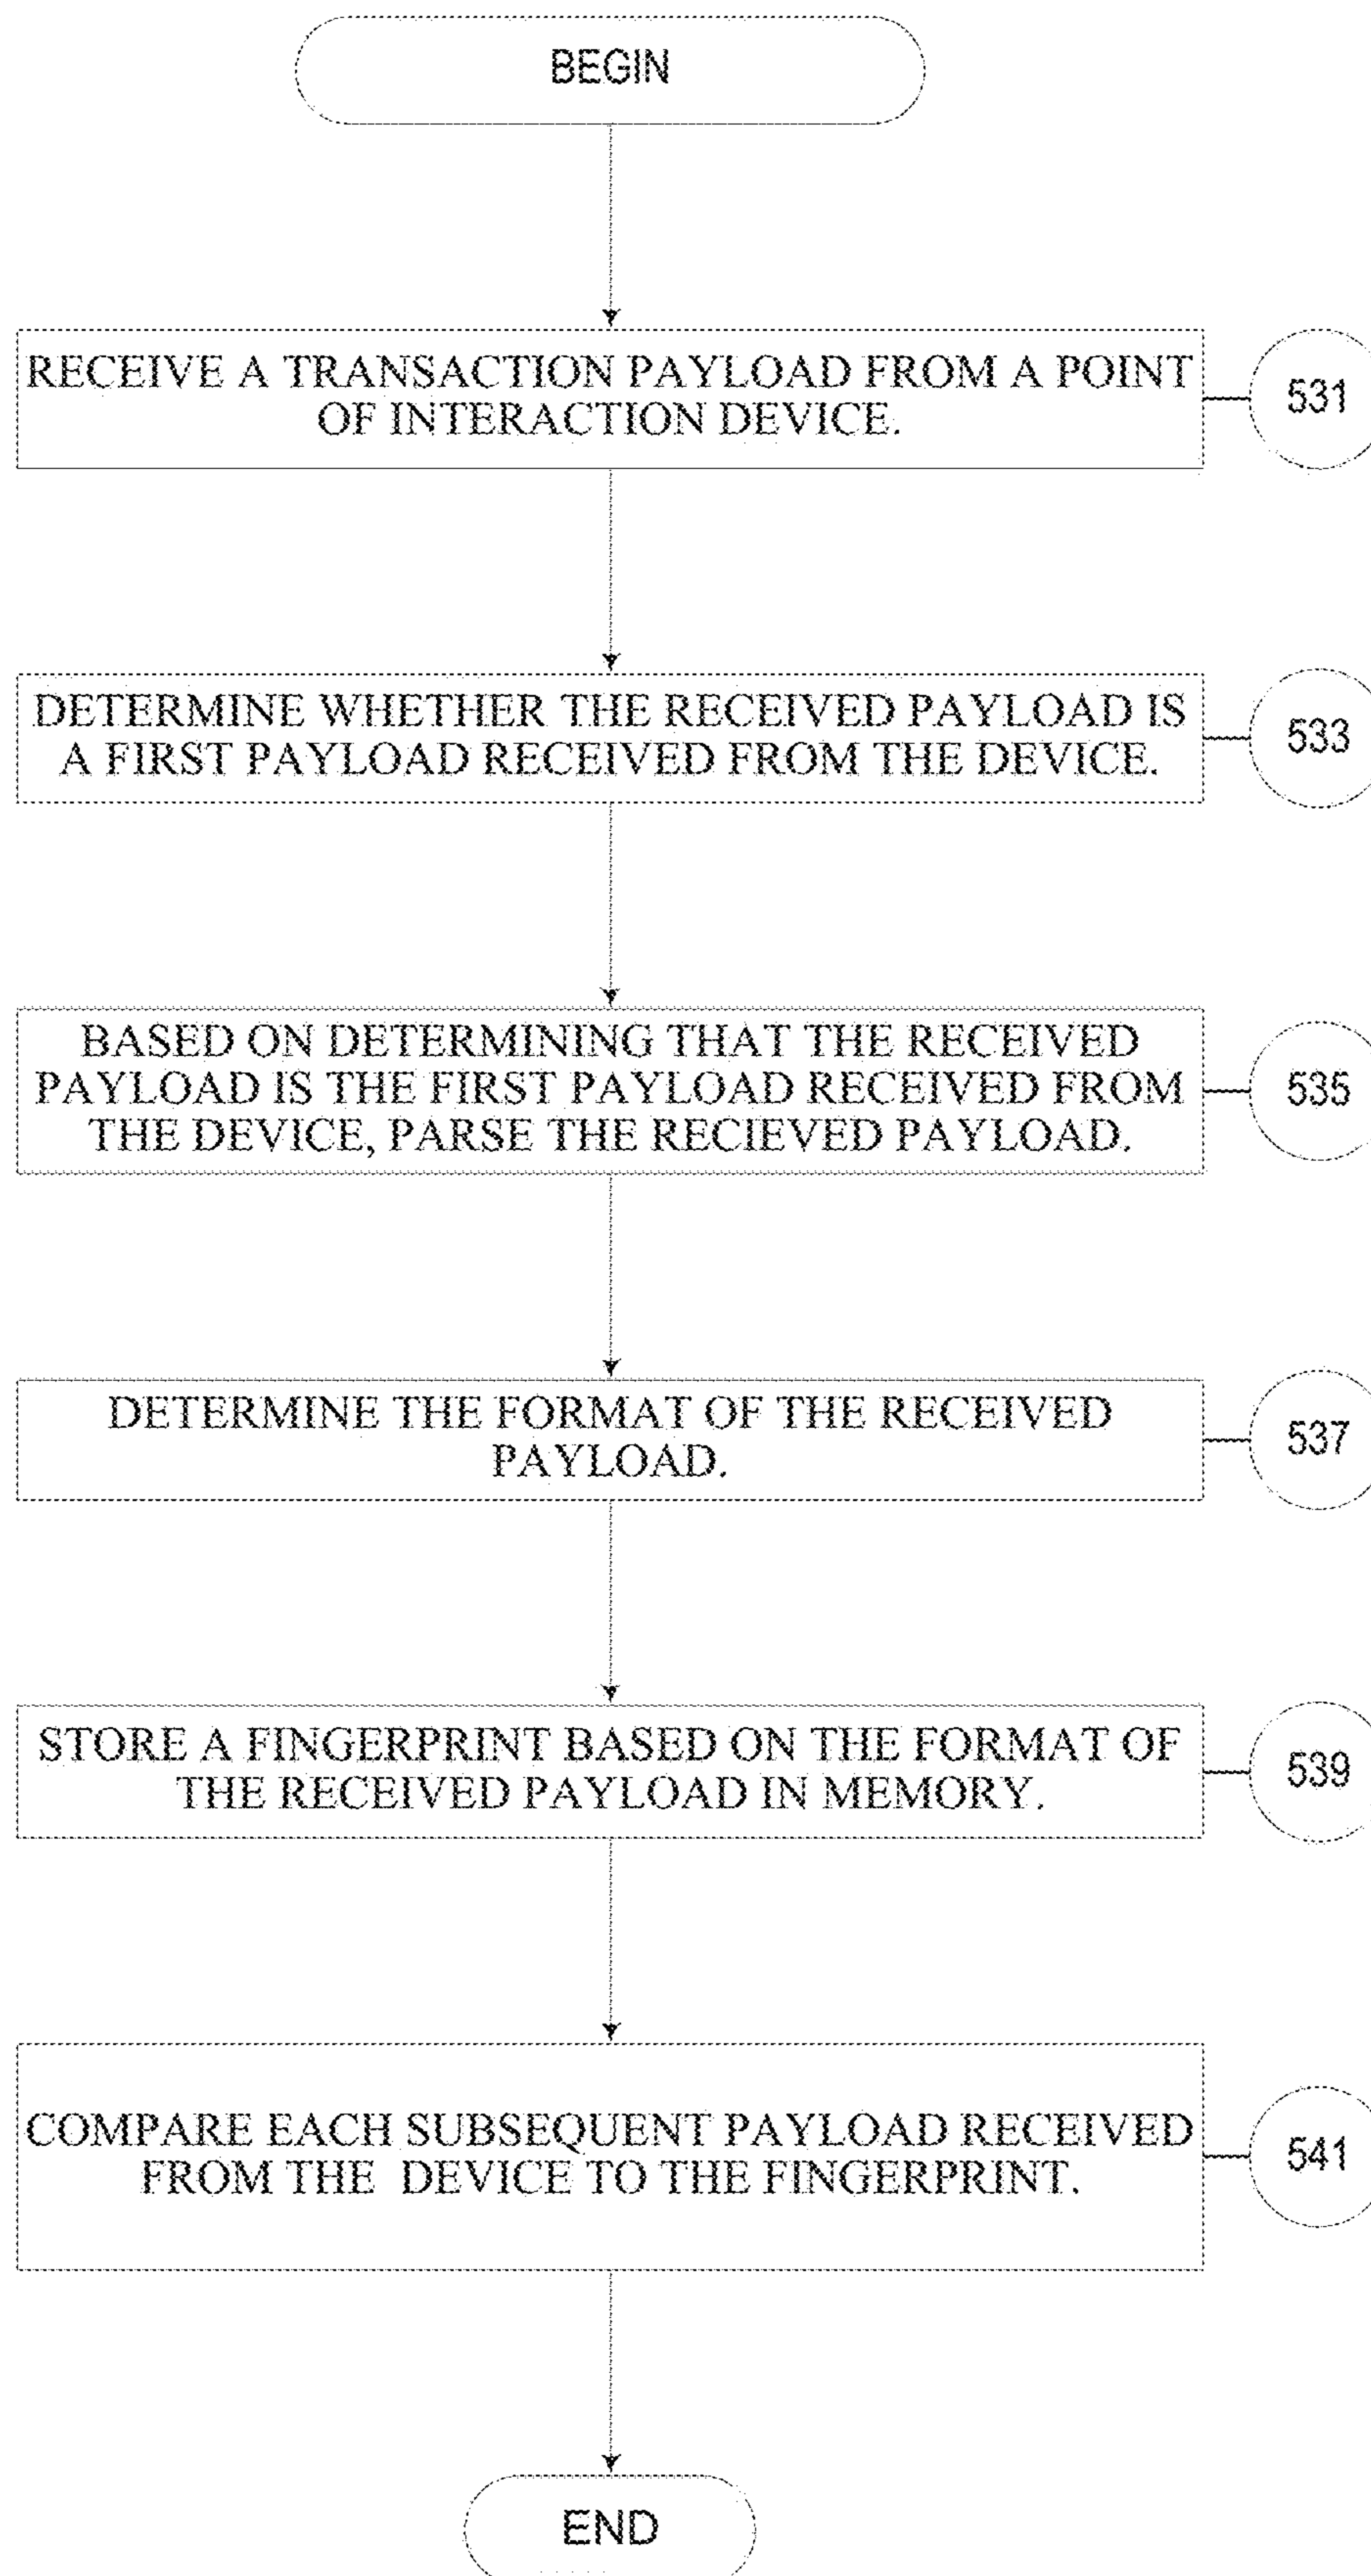 BEGIN
RECEIVE A TRANSACTION PAYLOAD FROM A POINT
OF INTERACTION DEVICE.
531
DETERMINE WHETHER THE RECEIVED PAYLOAD IS
A FIRST PAYLOAD RECEIVED FROM THE DEVICE.
533
BASED ON DETERMINING THAT THE RECEIVED
PAYLOAD IS THE FIRST PAYLOAD RECEIVED FROM
THE DEVICE, PARSE THE RECIEVED PAYLOAD.
535
DETERMINE THE FORMAT OF THE RECEIVED
PAYLOAD.
537
STORE A FINGERPRINT BASED ON THE FORMAT OF
THE RECEIVED PAYLOAD IN MEMORY.
539
COMPARE EACH SUBSEQUENT PAYLOAD RECEIVED
FROM THE DEVICE TO THE FINGERPRINT.
541
END